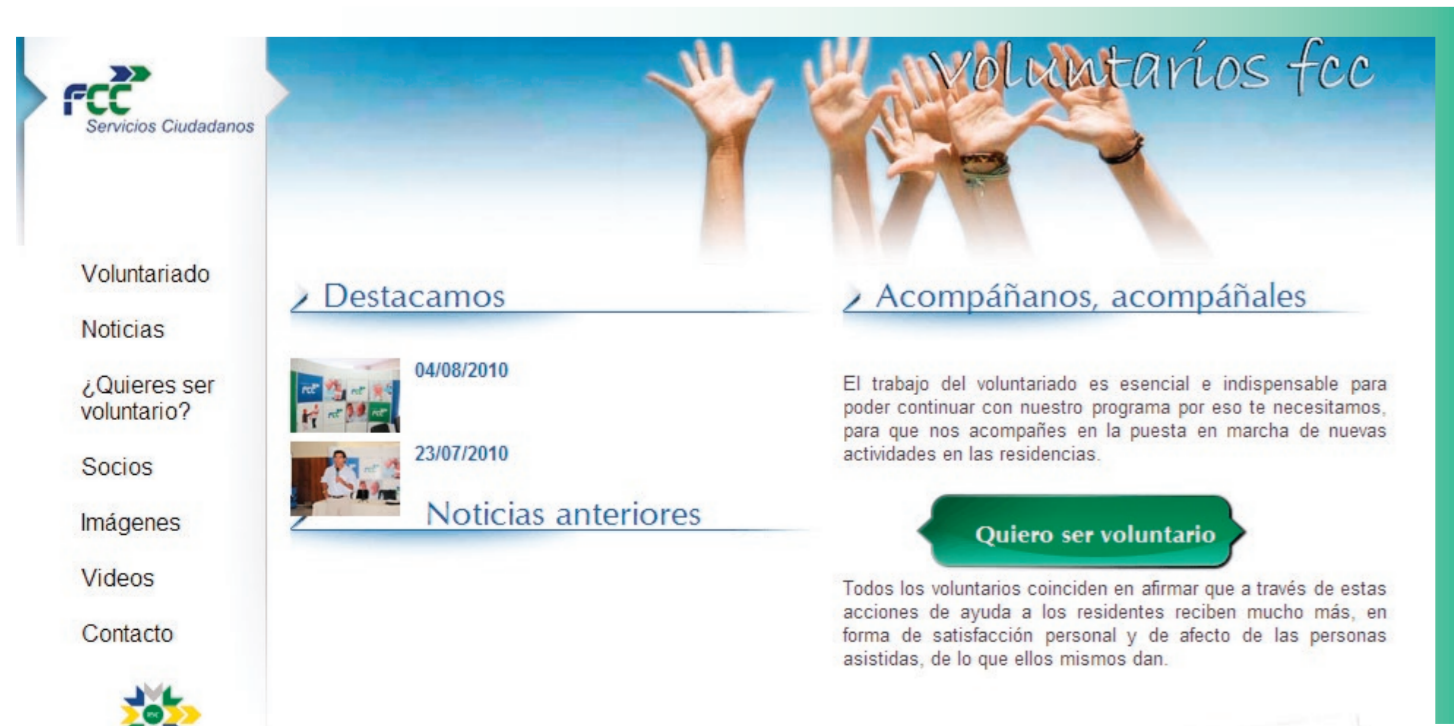 voluntarios fcc
FCC
Servicios Ciudadanos
Voluntariado
Noticias
¿Quieres ser
voluntario?
Socios
Imágenes
Videos
Contacto
Destacamos
04/08/2010
23/07/2010
Noticias anteriores
Acompáñanos, acompáñales
El trabajo del voluntariado es esencial e indispensable para
poder continuar con nuestro programa por eso te necesitamos,
para que nos acompañes en la puesta en marcha de nuevas
actividades en las residencias.
Quiero ser voluntario
Todos los voluntarios coinciden en afirmar que a través de estas
acciones de ayuda a los residentes reciben mucho más, en
forma de satisfacción personal y de afecto de las personas
asistidas, de lo que ellos mismos dan.